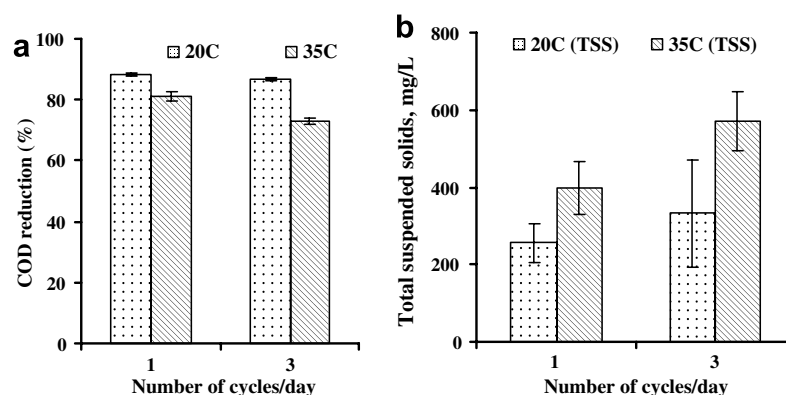 a
20C
35C
COD reduction (%)
100
80
60
40
20
0
1
3
Number of cycles/day
b
20C (TSS)
35C (TSS)
Total suspended solids, mg/L
800
600
400
200
0
1
3
Number of cycles/day